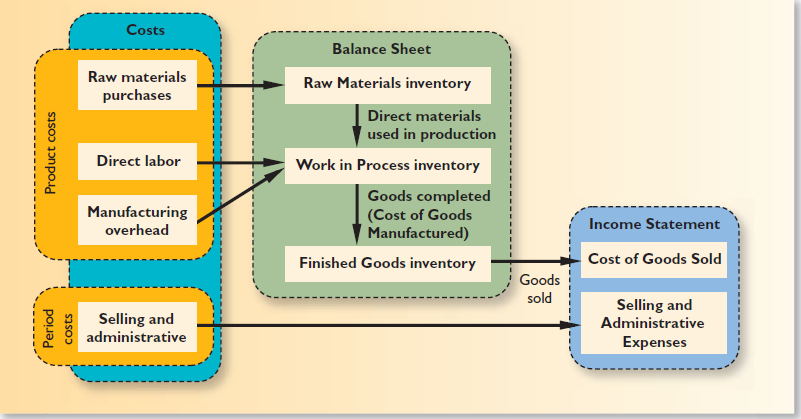 Costs
Product costs
Raw materials
purchases
Direct labor
Manufacturing
overhead
Period
costs
Selling and
administrative
Balance Sheet
Raw Materials inventory
Direct materials
used in production
Work in Process inventory
Goods completed
(Cost of Goods
Manufactured)
Finished Goods inventory
Goods
sold
Income Statement
Cost of Goods Sold
Selling and
Administrative
Expenses